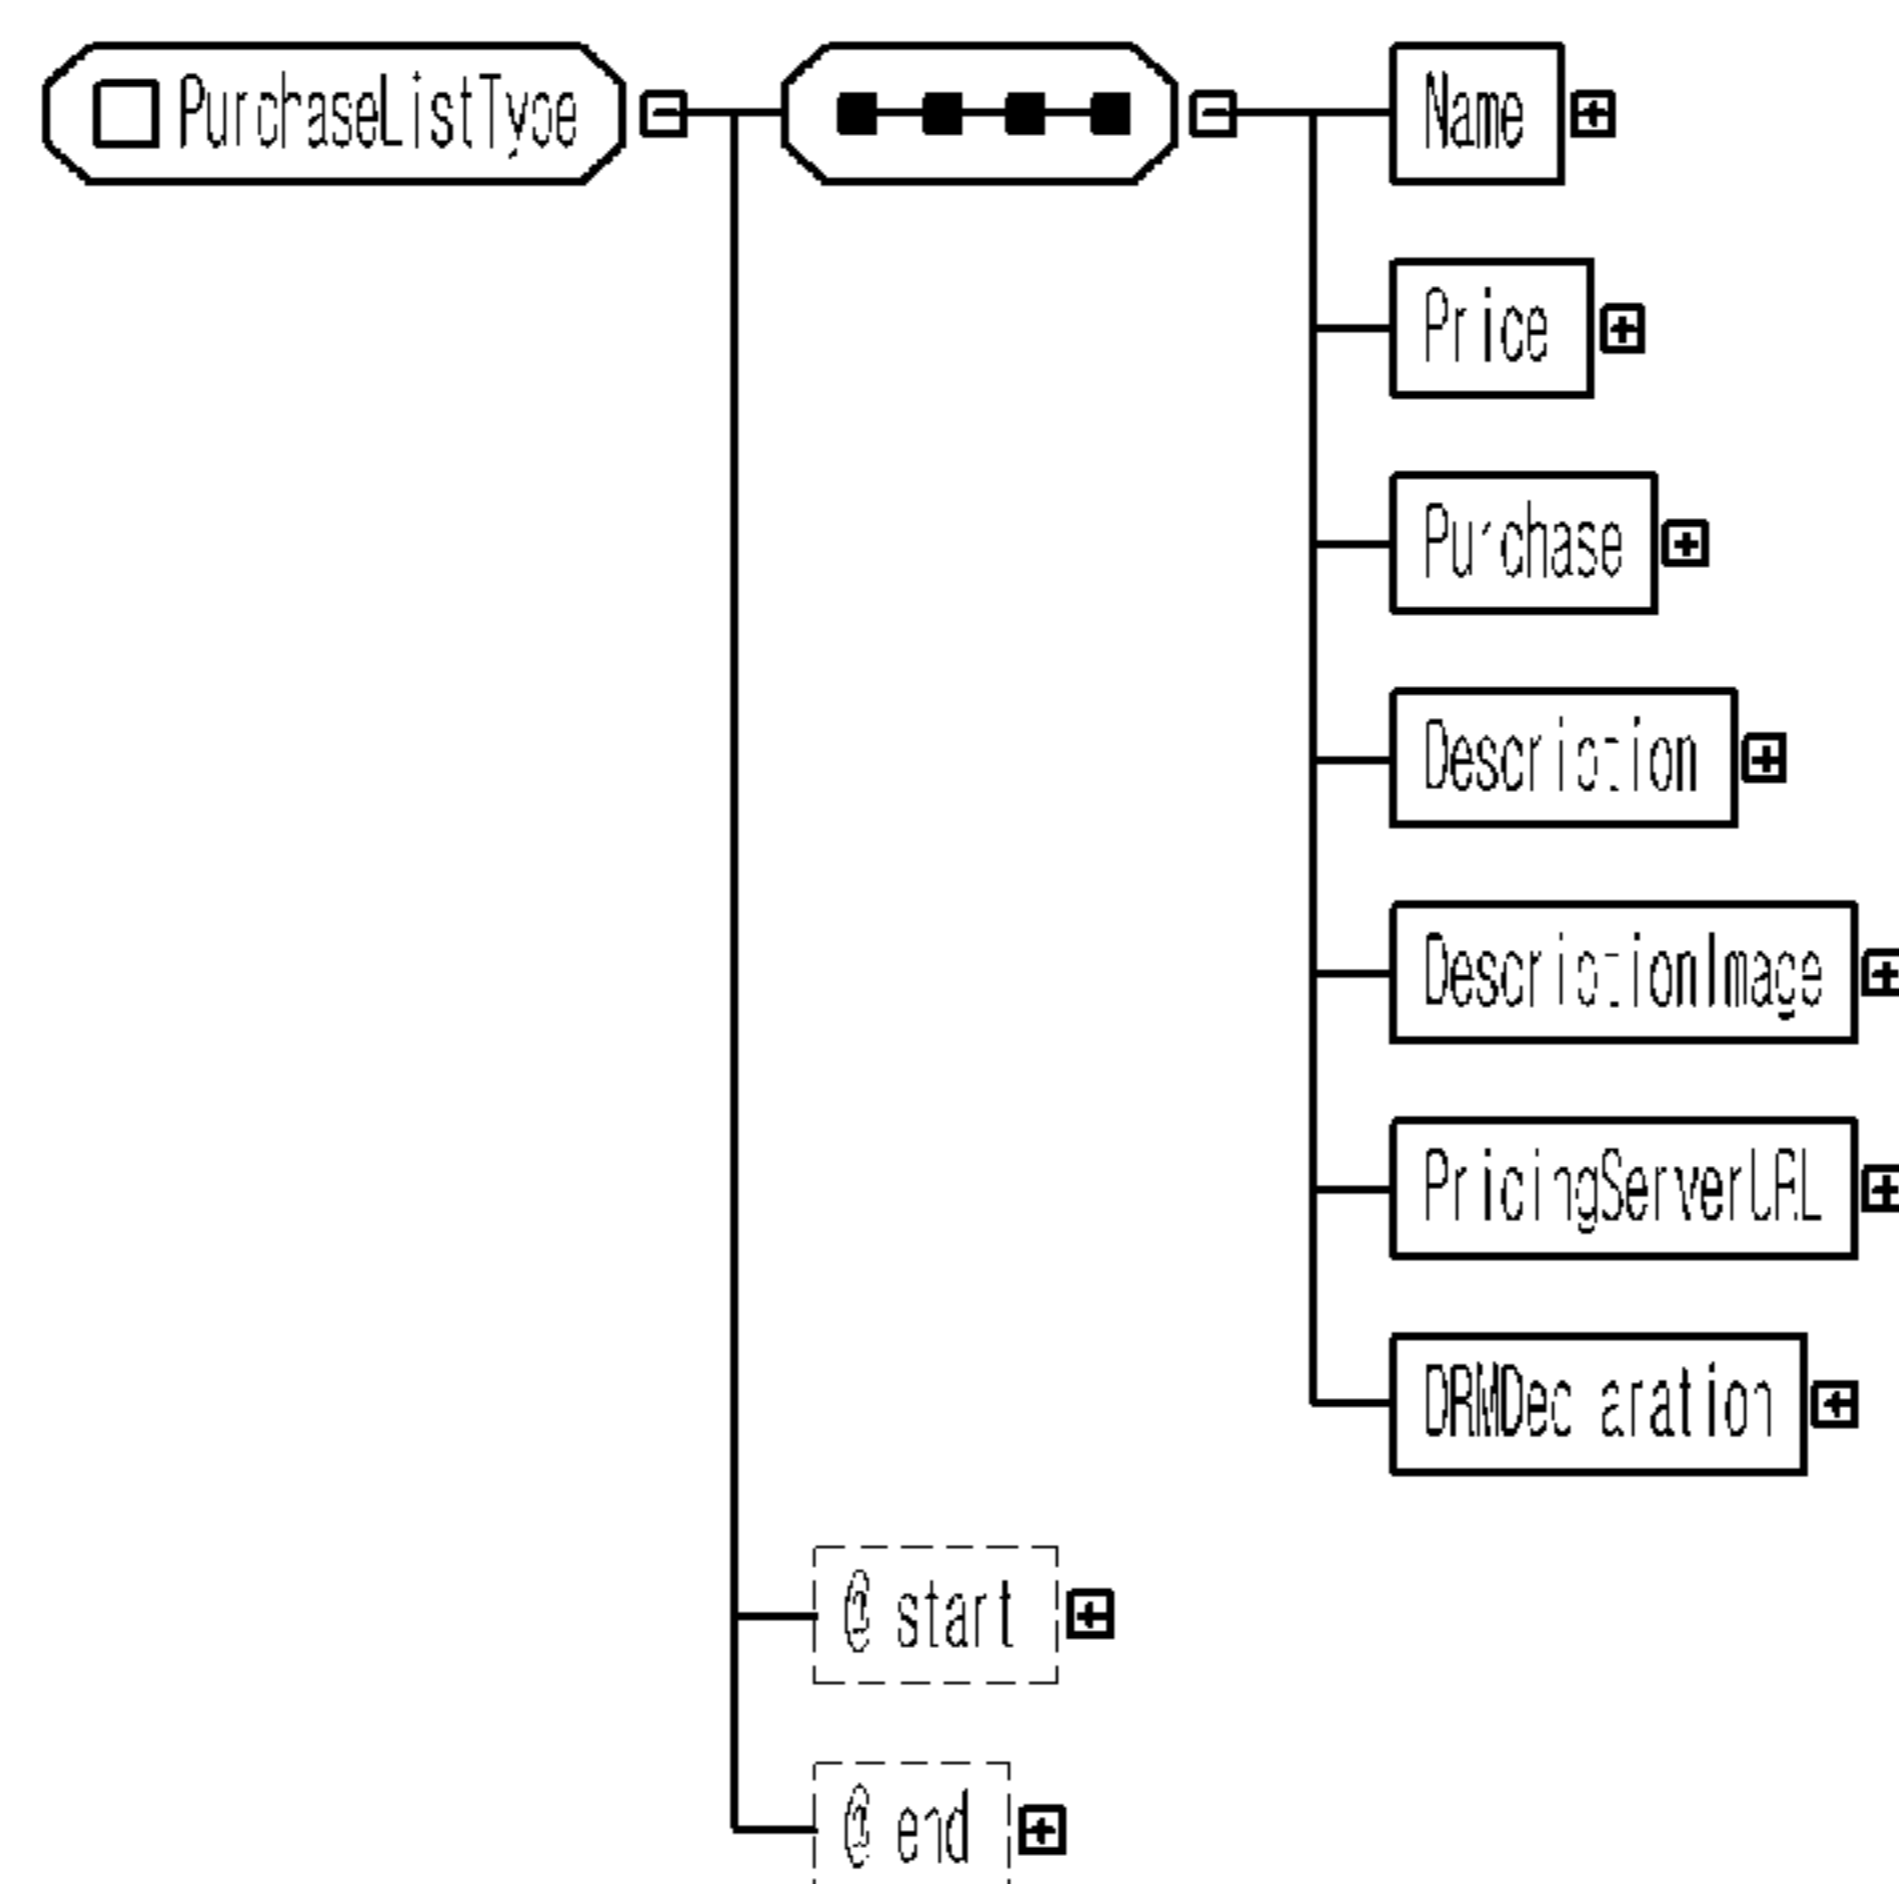 PurchaseListType
Name
Price
Purchase
Description
DescriptionImage
PricingServerURL
DRMDeclaration
@ start
@ end